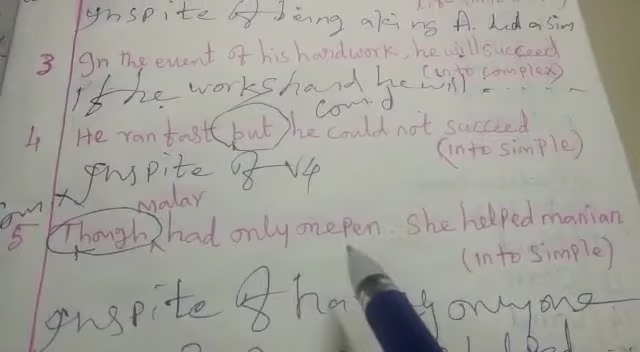 Inspite of being a king A. led a sim
3 In the event of his hardwork, he will succeed
(into complex)
If he works hard he will ......
4 He ran fast but he could not succeed
(into simple)
Inspite of V4
malar
5 Though had only one pen. She helped manian
(into simple)
Inspite of only one